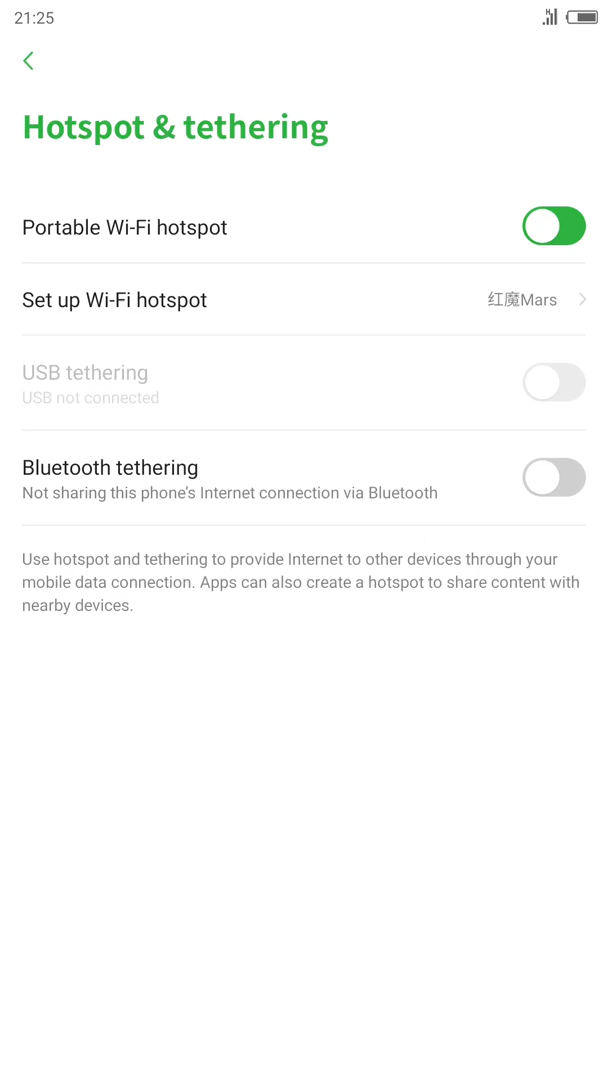 21:25
Hotspot & tethering
Portable Wi-Fi hotspot
Set up Wi-Fi hotspot 红魔Mars
USB tethering
USB not connected
Bluetooth tethering
Not sharing this phone's Internet connection via Bluetooth
Use hotspot and tethering to provide Internet to other devices through your
mobile data connection. Apps can also create a hotspot to share content with
nearby devices.